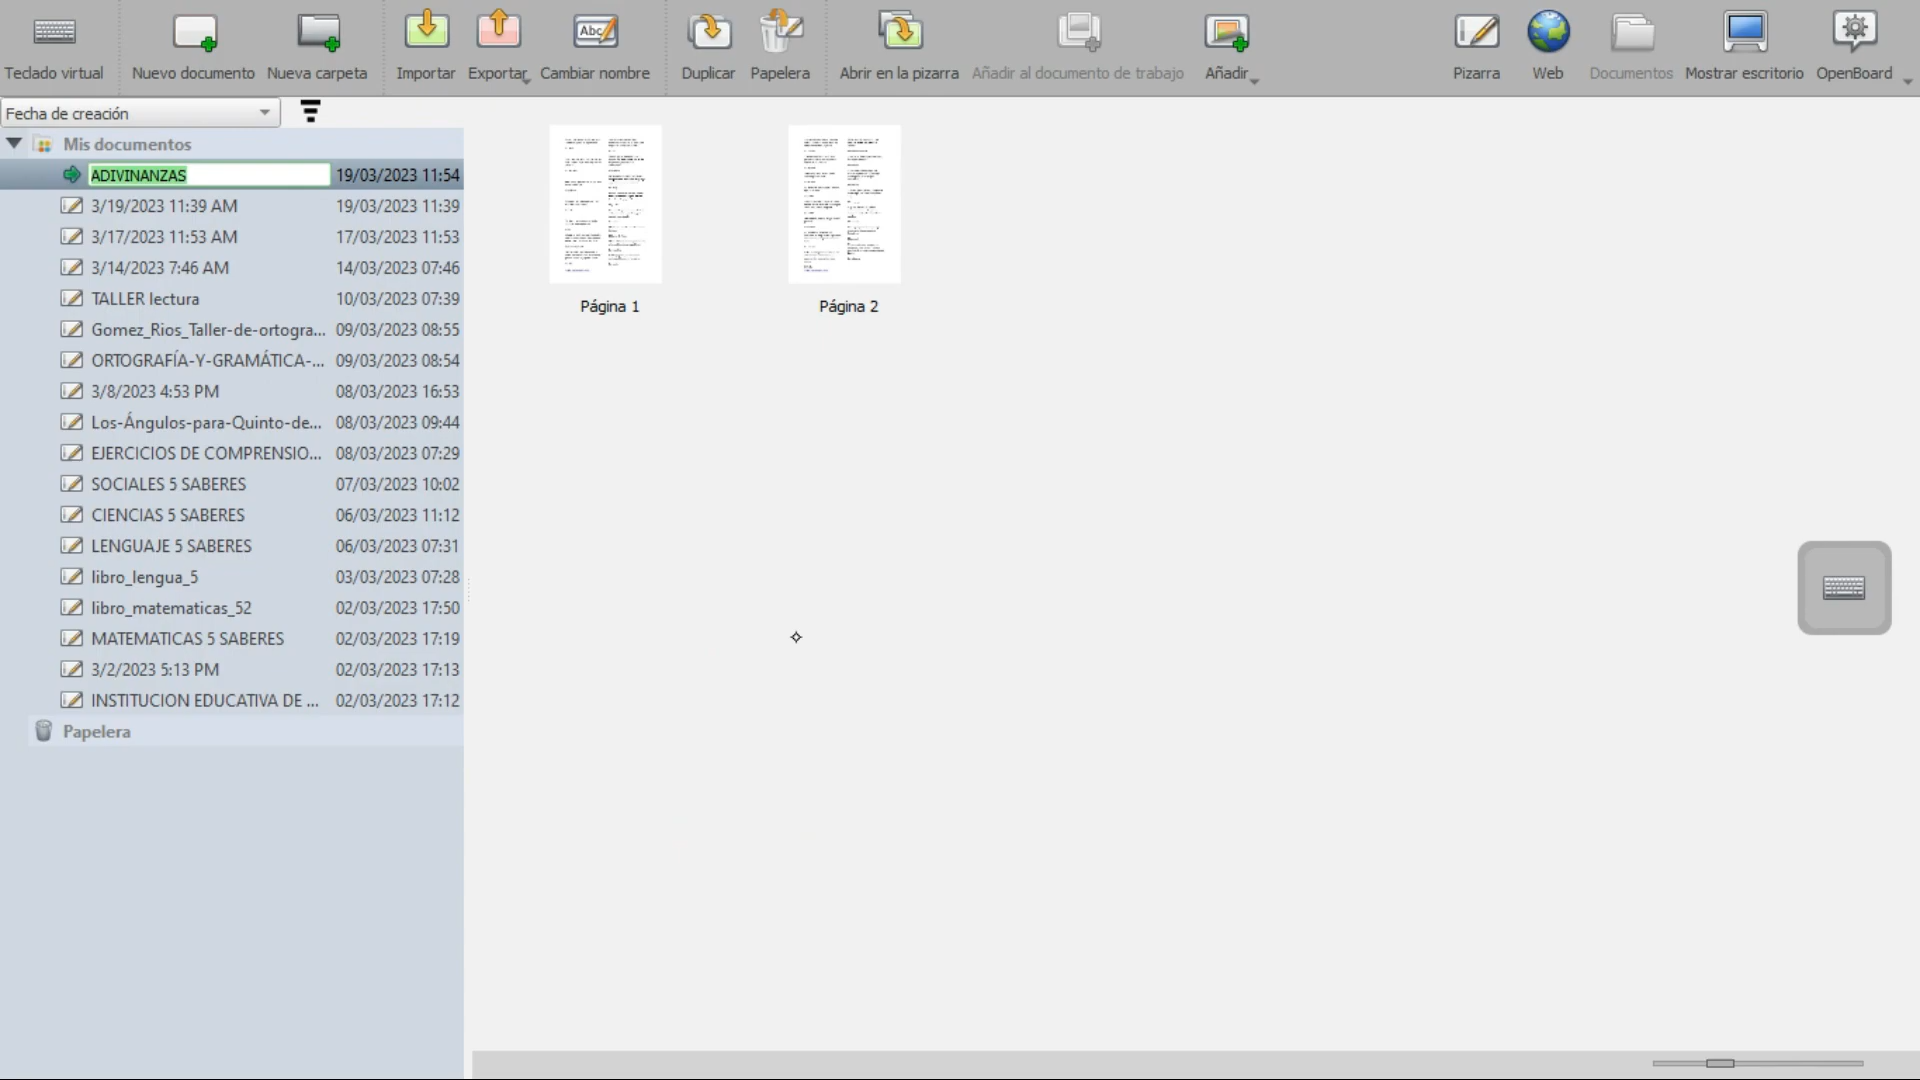 Teclado virtual
Nuevo documento
Nueva carpeta
Importar
Exportar
Abc
Cambiar nombre
Duplicar
Papelera
Abrir en la pizarra
Añadir al documento de trabajo
Añadir
Pizarra
Web
Documentos
Mostrar escritorio
OpenBoard
Fecha de creación
Mis documentos
ADIVINANZAS 19/03/2023 11:54
3/19/2023 11:39 AM 19/03/2023 11:39
3/17/2023 11:53 AM 17/03/2023 11:53
3/14/2023 7:46 AM 14/03/2023 07:46
TALLER lectura 10/03/2023 07:39
Gomez_Rios_Taller-de-ortogra... 09/03/2023 08:55
ORTOGRAFÍA-Y-GRAMÁTICA-... 09/03/2023 08:54
3/8/2023 4:53 PM 08/03/2023 16:53
Los-Ángulos-para-Quinto-de... 08/03/2023 09:44
EJERCICIOS DE COMPRENSIO... 08/03/2023 07:29
SOCIALES 5 SABERES 07/03/2023 10:02
CIENCIAS 5 SABERES 06/03/2023 11:12
LENGUAJE 5 SABERES 06/03/2023 07:31
libro_lengua_5 03/03/2023 07:28
libro_matematicas_52 02/03/2023 17:50
MATEMATICAS 5 SABERES 02/03/2023 17:19
3/2/2023 5:13 PM 02/03/2023 17:13
INSTITUCION EDUCATIVA DE ... 02/03/2023 17:12
Papelera
Página 1
Página 2